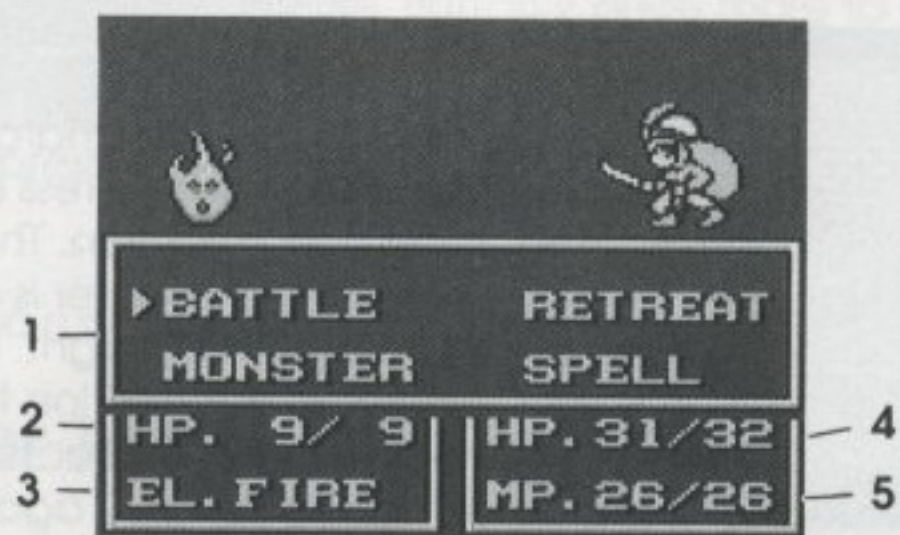 ▶BATTLE RETREAT
1 MONSTER SPELL
2 HP. 9/ 9 HP. 31/32 4
3 EL. FIRE MP. 26/26 5